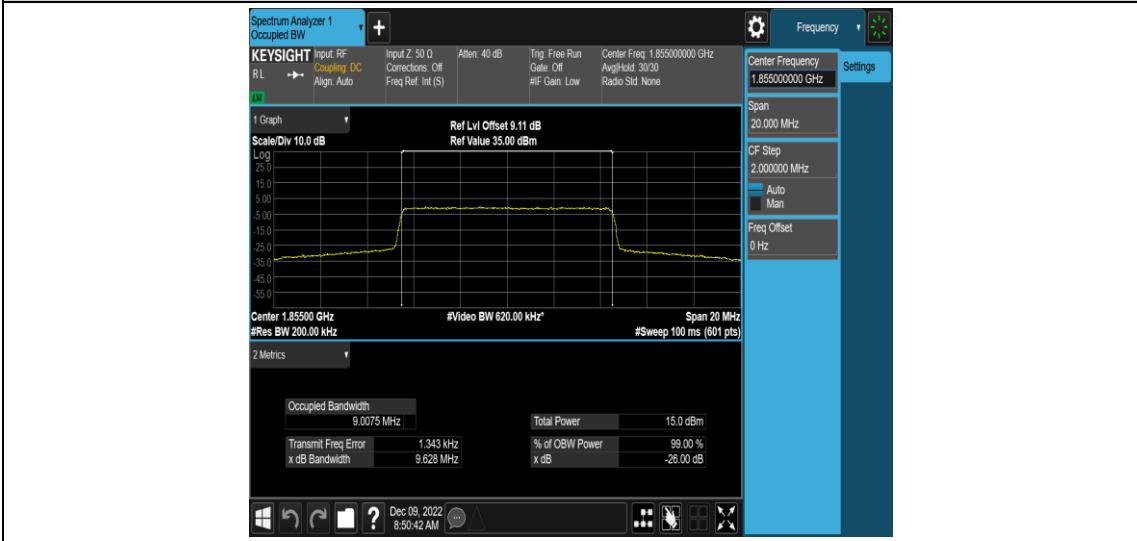 Spectrum Analyzer 1
Occupied BW
+
Frequency
KEYSIGHT
RL
LNI
Input: RF
Coupling: DC
Align: Auto
Input Z: 50 Ω
Corrections: Off
Freq Ref: Int (S)
Atten: 40 dB
Trig: Free Run
Gate: Off
#IF Gain: Low
Center Freq: 1.855000000 GHz
Avg|Hold: 30/30
Radio Std: None
Center Frequency
1.855000000 GHz
Settings
Span
20.000 MHz
CF Step
2.000000 MHz
Auto
Man
Freq Offset
0 Hz
1 Graph
Scale/Div 10.0 dB
Ref Lvl Offset 9.11 dB
Ref Value 35.00 dBm
Log
25.0
15.0
5.00
-5.00
-15.0
-25.0
-35.0
-45.0
-55.0
Center 1.85500 GHz
#Video BW 620.00 kHz*
Span 20 MHz
#Res BW 200.00 kHz
#Sweep 100 ms (601 pts)
2 Metrics
Occupied Bandwidth
9.0075 MHz
Total Power
15.0 dBm
Transmit Freq Error
1.343 kHz
% of OBW Power
99.00 %
x dB Bandwidth
9.628 MHz
x dB
-26.00 dB
?
Dec 09, 2022
8:50:42 AM